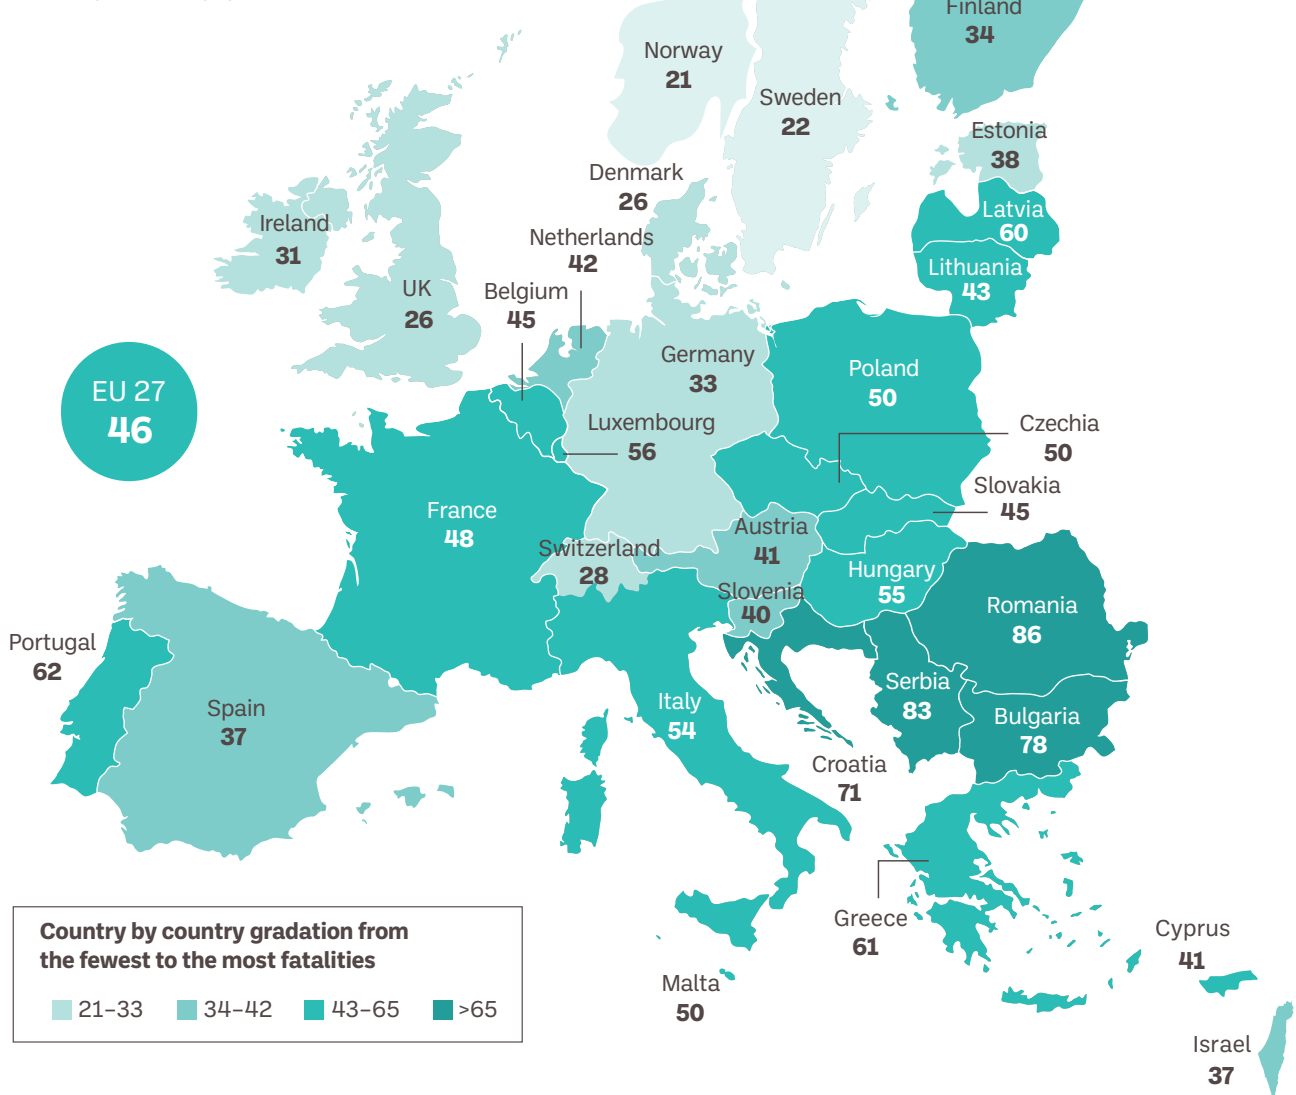 Finland
34
Norway
21
Sweden
22
Estonia
38
Denmark
26
Latvia
60
Ireland
31
Netherlands
42
Lithuania
43
UK
26
Belgium
45
Germany
33
Poland
50
EU 27
46
Luxembourg
56
Czechia
50
Slovakia
45
France
48
Austria
41
Switzerland
28
Hungary
55
Slovenia
40
Romania
86
Portugal
62
Serbia
83
Spain
37
Italy
54
Bulgaria
78
Croatia
71
Greece
61
Cyprus
41
Malta
50
Israel
37
Country by country gradation from
the fewest to the most fatalities
21–33 34–42 43–65 >65